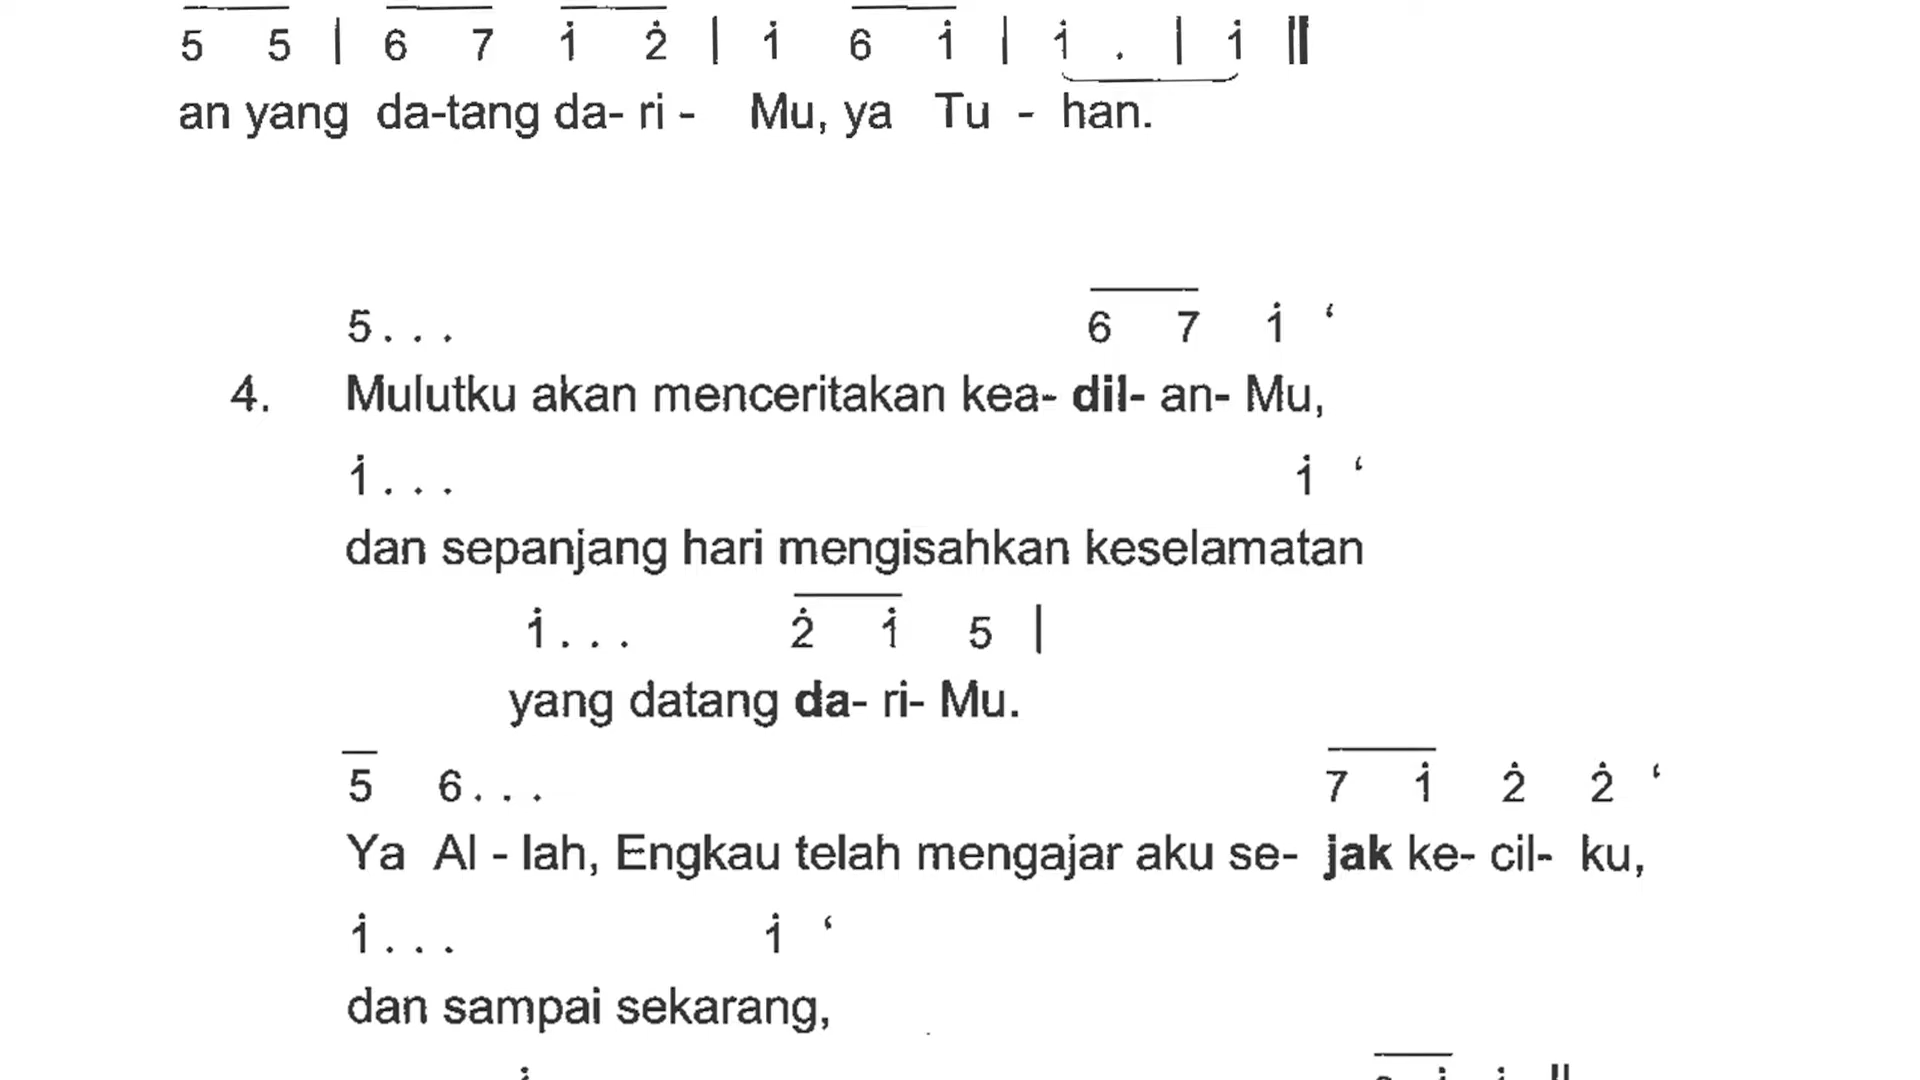 5 5 | 6 7 1̇ 2̇ | 1̇ 6 1̇ | 1̇ . | 1̇ ||
an yang da-tang da- ri - Mu, ya Tu - han.
5 . . . 6 7 1̇ ‘
4. Mulutku akan menceritakan kea- dil- an- Mu,
1̇ . . . 1̇ ‘
dan sepanjang hari mengisahkan keselamatan
1̇ . . . 2̇ 1̇ 5 |
yang datang da- ri- Mu.
5 6 . . . 7 1̇ 2̇ 2̇ ‘
Ya Al - lah, Engkau telah mengajar aku se- jak ke- cil- ku,
1̇ . . . 1̇ ‘
dan sampai sekarang,